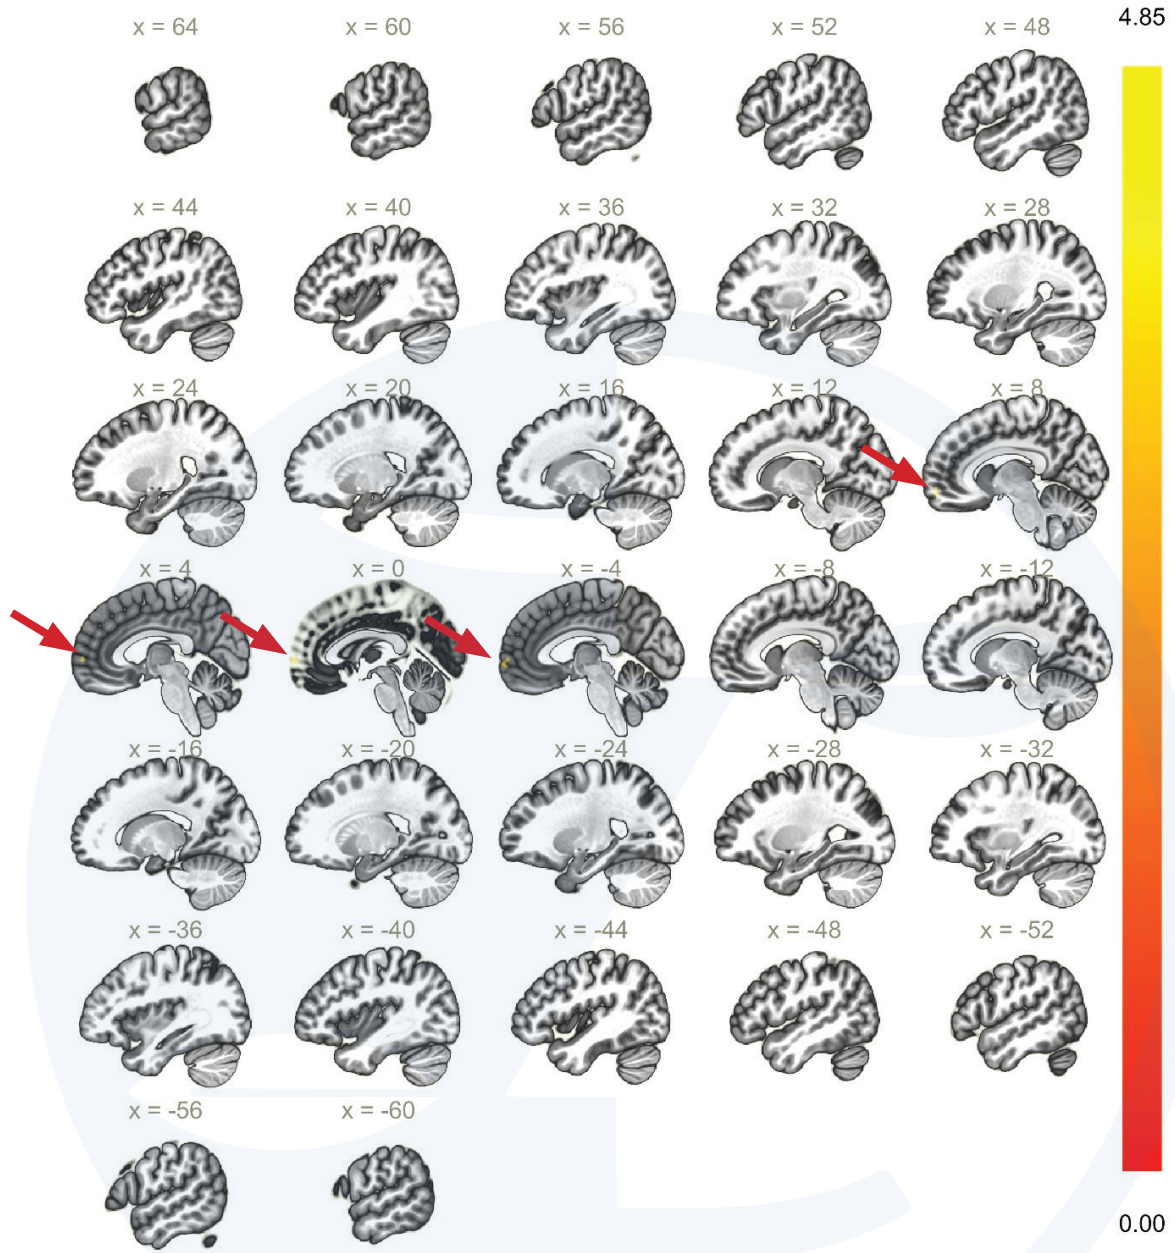 4.85
x = 64
x = 60
x = 56
x = 52
x = 48
x = 44
x = 40
x = 36
x = 32
x = 28
x = 24
x = 20
x = 16
x = 12
x = 8
x = 4
x = 0
x = -4
x = -8
x = -12
x = -16
x = -20
x = -24
x = -28
x = -32
x = -36
x = -40
x = -44
x = -48
x = -52
x = -56
x = -60
0.00